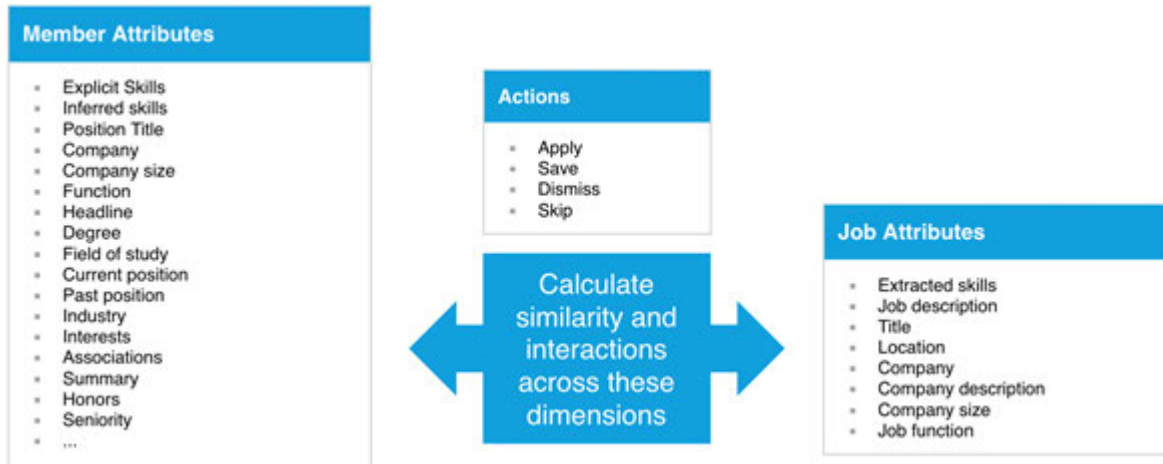 Member Attributes
Explicit Skills
Inferred skills
Position Title
Company
Company size
Function
Headline
Degree
Field of study
Current position
Past position
Industry
Interests
Associations
Summary
Honors
Seniority
...
Actions
Apply
Save
Dismiss
Skip
Calculate
similarity and
interactions
across these
dimensions
Job Attributes
Extracted skills
Job description
Title
Location
Company
Company description
Company size
Job function